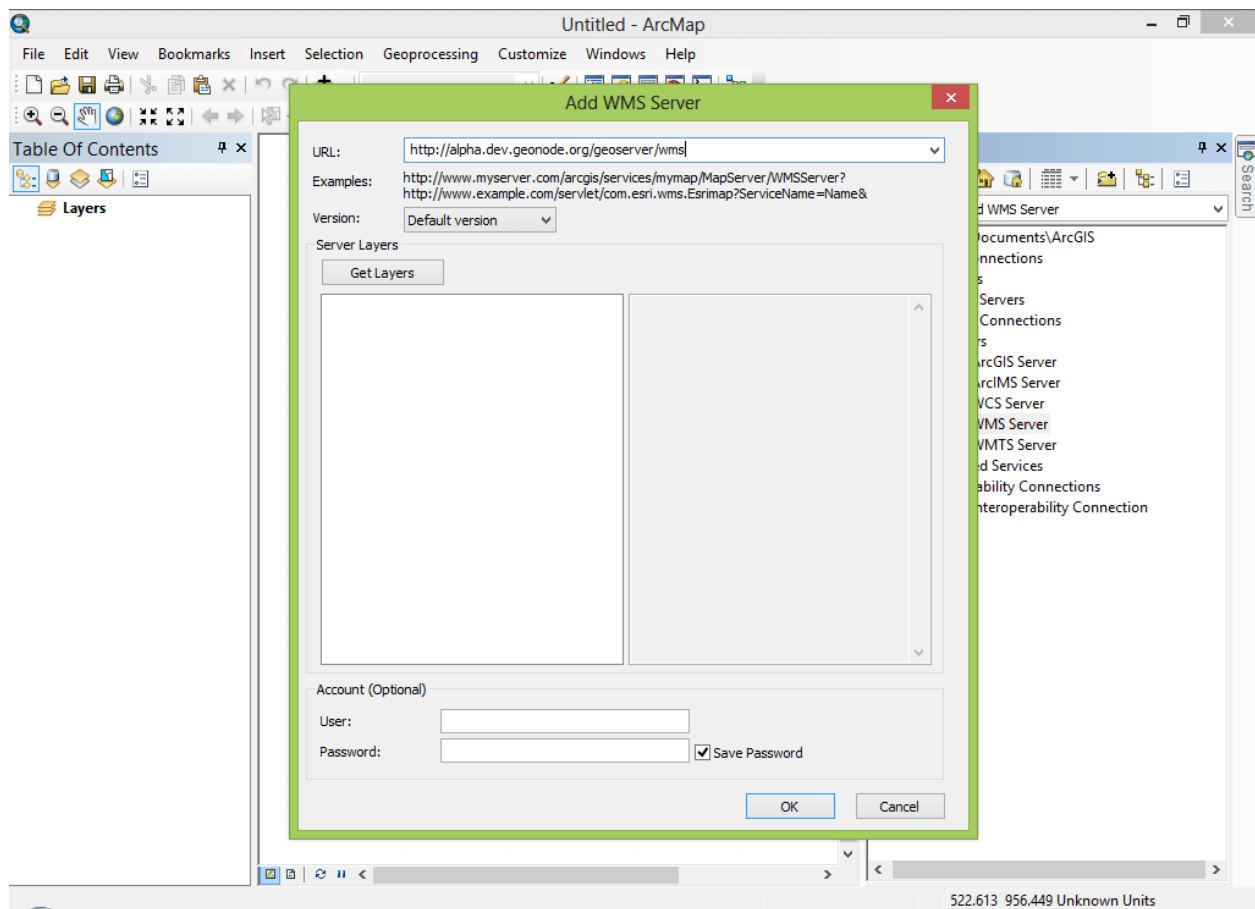 Untitled - ArcMap
File Edit View Bookmarks Insert Selection Geoprocessing Customize Windows Help
Add WMS Server
Table Of Contents
Layers
URL: http://alpha.dev.geonode.org/geoserver/wms
Examples: http://www.myserver.com/arcgis/services/mymap/MapServer/WMSServer?
http://www.example.com/servlet/com.esri.wms.Esrimap?ServiceName=Name&
Version: Default version
Server Layers
Get Layers
Account (Optional)
User:
Password: Save Password
OK Cancel
Search
d WMS Server
Documents\ArcGIS
nnections
s
Servers
Connections
rs
ArcGIS Server
ArcIMS Server
WCS Server
WMS Server
WMTS Server
ed Services
ability Connections
nteroperability Connection
522.613 956.449 Unknown Units